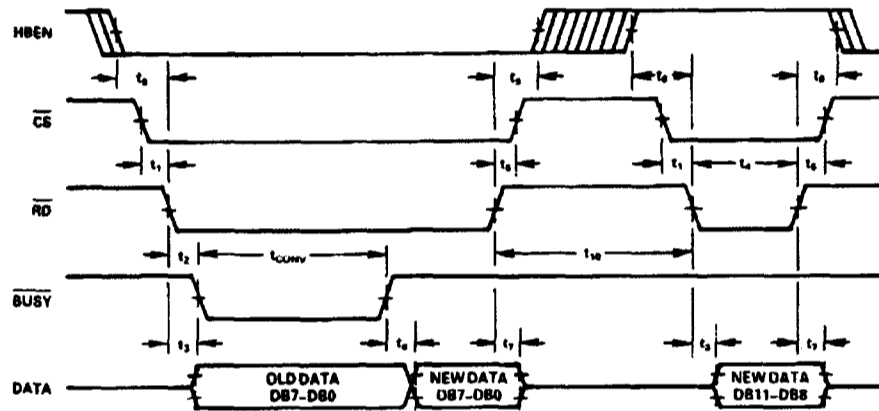 HBEN
t8 t9 t8 t9
CS
t1 t5 t1 t4 t5
RD
t2 tCONV t10
BUSY
t3 t6 t7 t3 t7
DATA
OLD DATA
DB7–DB0
NEW DATA
DB7–DB0
NEW DATA
DB11–DB8